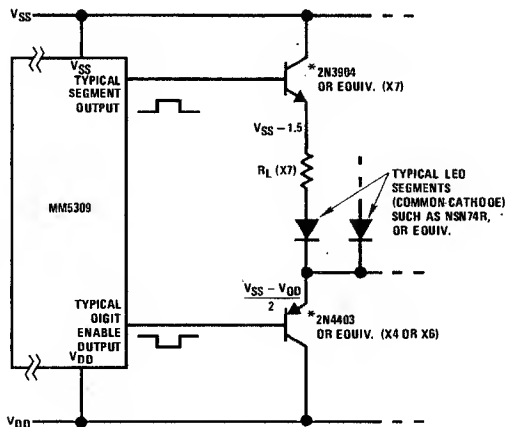 VSS
VSS
TYPICAL
SEGMENT
OUTPUT
*2N3904
OR EQUIV. (X7)
VSS – 1.5
RL (X7)
TYPICAL LED
SEGMENTS
(COMMON-CATHODE)
SUCH AS NSN74R,
OR EQUIV.
MM5309
VSS – VDD
2
TYPICAL
DIGIT
ENABLE
OUTPUT
VDD
*2N4403
OR EQUIV. (X4 OR X6)
VDD